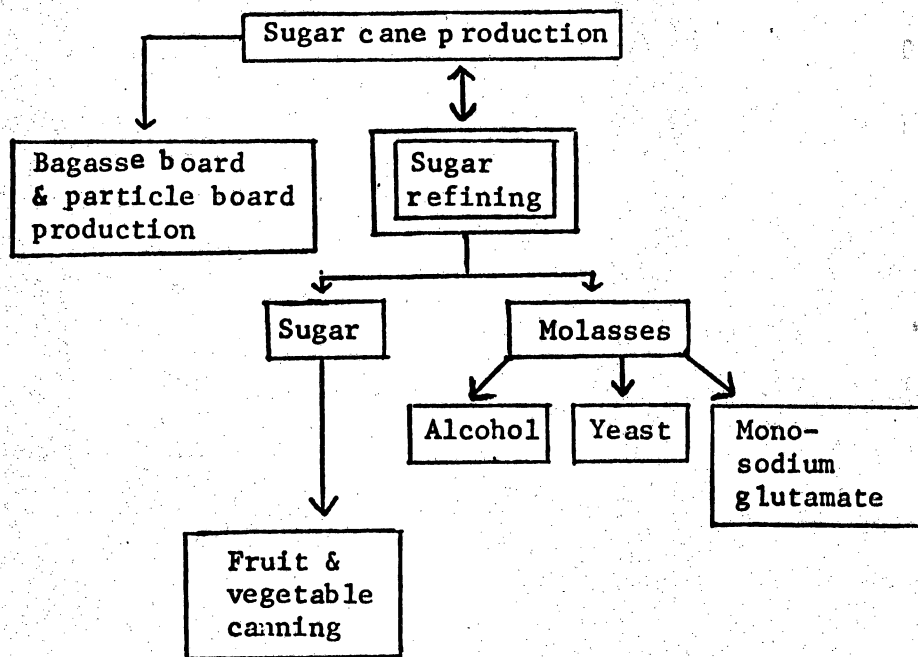 Sugar cane production
Bagasse board
& particle board
production
Sugar
refining
Sugar
Molasses
Alcohol
Yeast
Mono-
sodium
glutamate
Fruit &
vegetable
canning